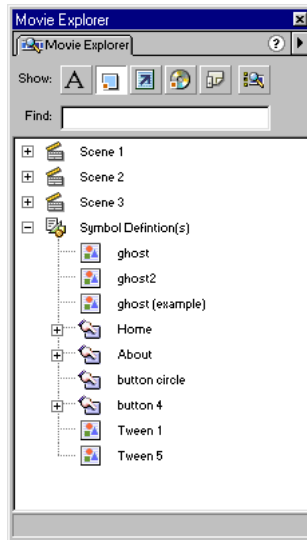 Movie Explorer
Movie Explorer
Show: A
Find:
Scene 1
Scene 2
Scene 3
Symbol Defintion(s)
ghost
ghost2
ghost (example)
Home
About
button circle
button 4
Tween 1
Tween 5